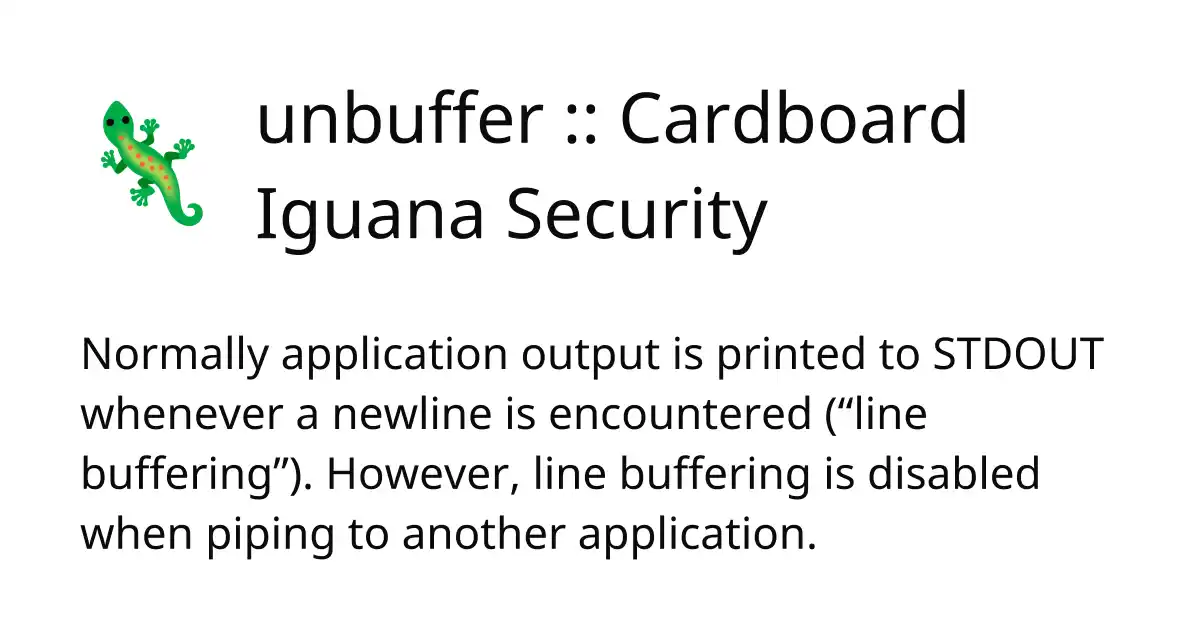 unbuffer :: Cardboard
Iguana Security
Normally application output is printed to STDOUT
whenever a newline is encountered (“line
buffering”). However, line buffering is disabled
when piping to another application.